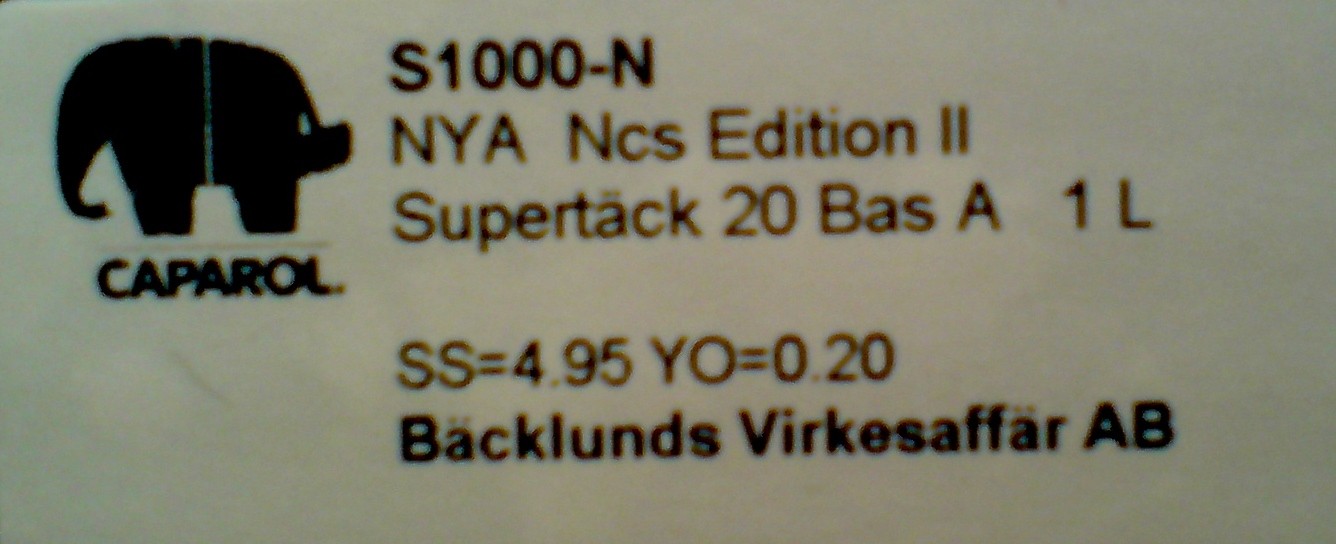 S1000-N
NYA Ncs Edition II
Supertäck 20 Bas A 1 L
CAPAROL.
SS=4.95 YO=0.20
Bäcklunds Virkesaffär AB